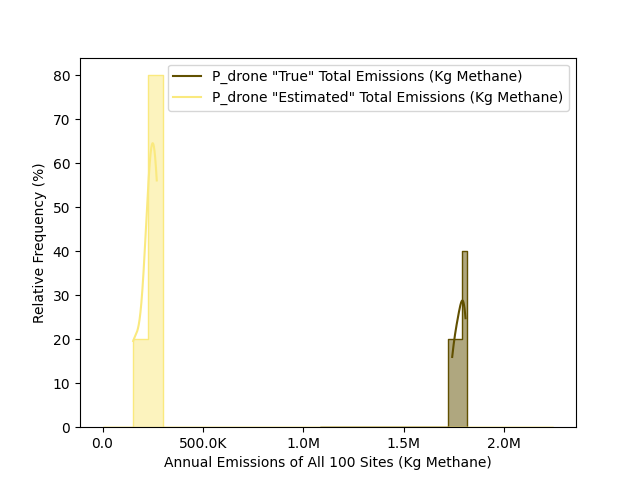 P_drone "True" Total Emissions (Kg Methane)
P_drone "Estimated" Total Emissions (Kg Methane)
Relative Frequency (%)
80
70
60
50
40
30
20
10
0
0.0 500.0K 1.0M 1.5M 2.0M
Annual Emissions of All 100 Sites (Kg Methane)